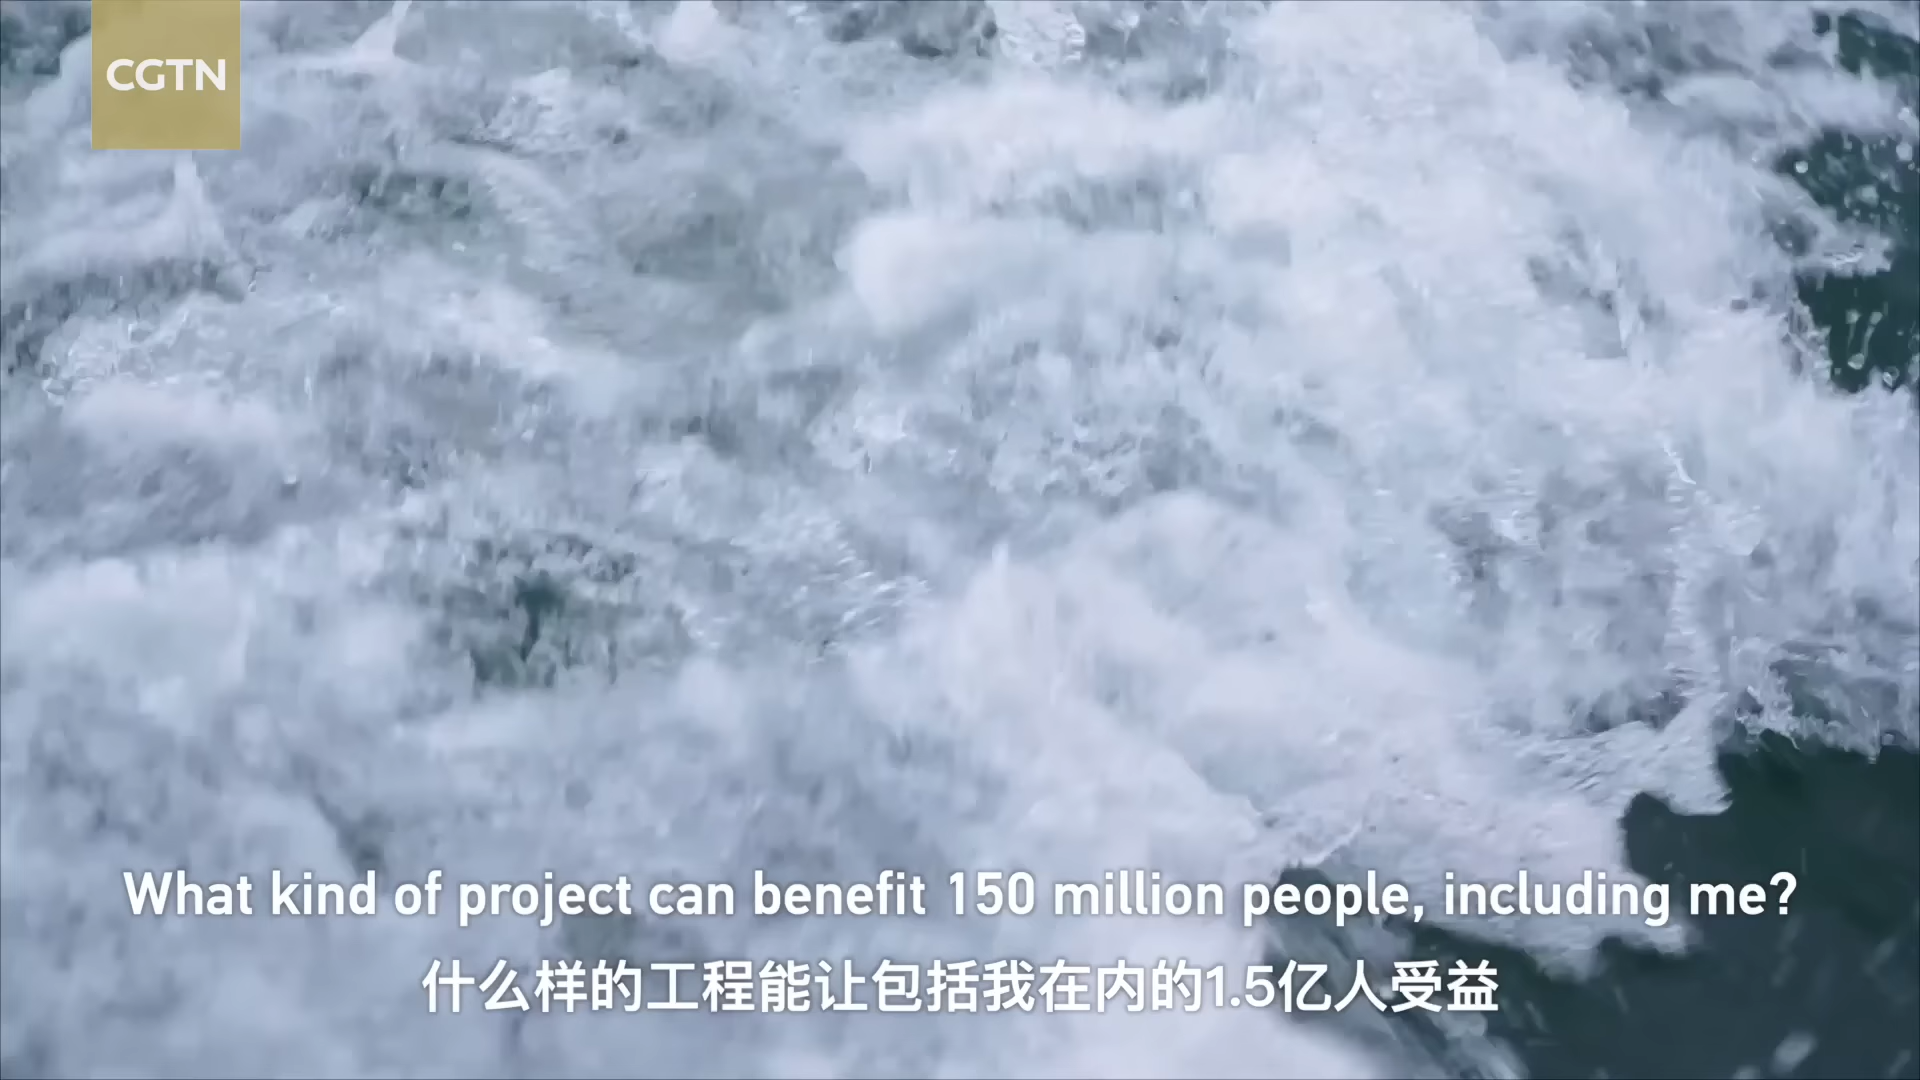 CGTN
What kind of project can benefit 150 million people, including me?
什么样的工程能让包括我在内的1.5亿人受益